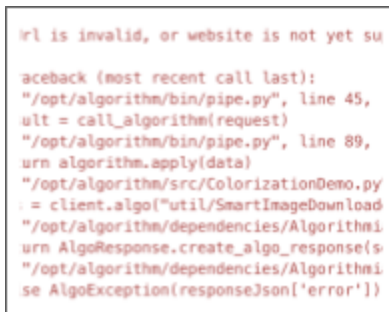 rl is invalid, or website is not yet su
aceback (most recent call last):
"/opt/algorithm/bin/pipe.py", line 45,
ult = call_algorithm(request)
"/opt/algorithm/bin/pipe.py", line 89,
urn algorithm.apply(data)
"/opt/algorithm/src/ColorizationDemo.py"
= client.algo("util/SmartImageDownload
"/opt/algorithm/dependencies/Algorithmi
urn AlgoResponse.create_algo_response(s
"/opt/algorithm/dependencies/Algorithmi
se AlgoException(responseJson['error'])